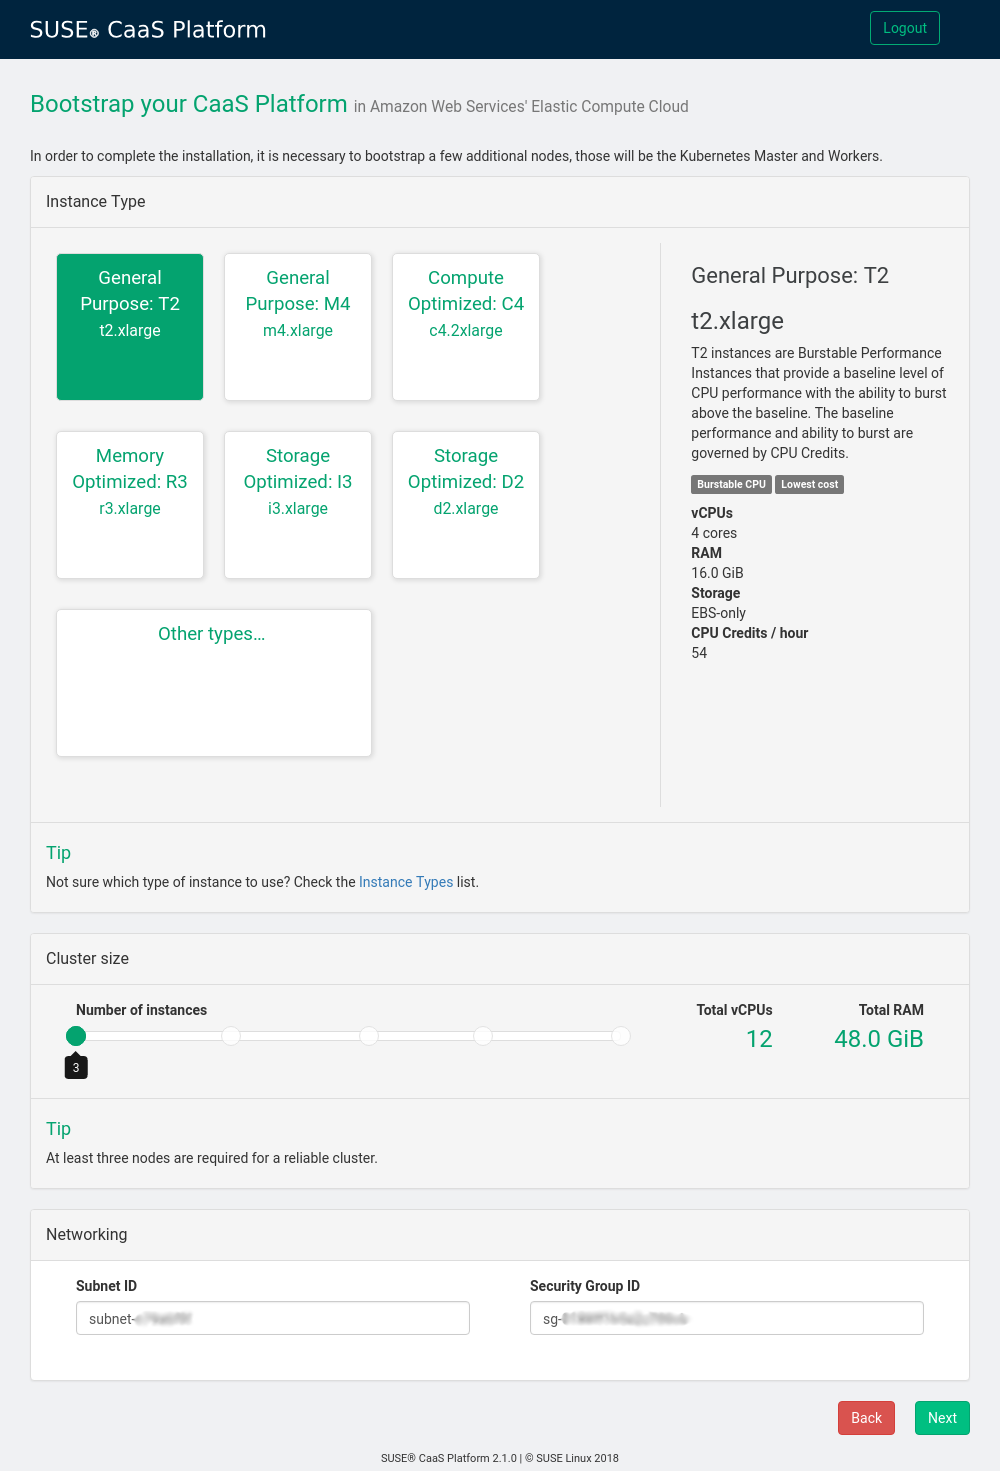 SUSE® CaaS Platform
Logout
Bootstrap your CaaS Platform in Amazon Web Services' Elastic Compute Cloud
In order to complete the installation, it is necessary to bootstrap a few additional nodes, those will be the Kubernetes Master and Workers.
Instance Type
General
Purpose: T2
t2.xlarge
General
Purpose: M4
m4.xlarge
Compute
Optimized: C4
c4.2xlarge
Memory
Optimized: R3
r3.xlarge
Storage
Optimized: I3
i3.xlarge
Storage
Optimized: D2
d2.xlarge
Other types…
General Purpose: T2
t2.xlarge
T2 instances are Burstable Performance
Instances that provide a baseline level of
CPU performance with the ability to burst
above the baseline. The baseline
performance and ability to burst are
governed by CPU Credits.
Burstable CPU Lowest cost
vCPUs
4 cores
RAM
16.0 GiB
Storage
EBS-only
CPU Credits / hour
54
Tip
Not sure which type of instance to use? Check the Instance Types list.
Cluster size
Number of instances
3
Total vCPUs
12
Total RAM
48.0 GiB
Tip
At least three nodes are required for a reliable cluster.
Networking
Subnet ID
subnet-
Security Group ID
sg-
Back
Next
SUSE® CaaS Platform 2.1.0 | © SUSE Linux 2018